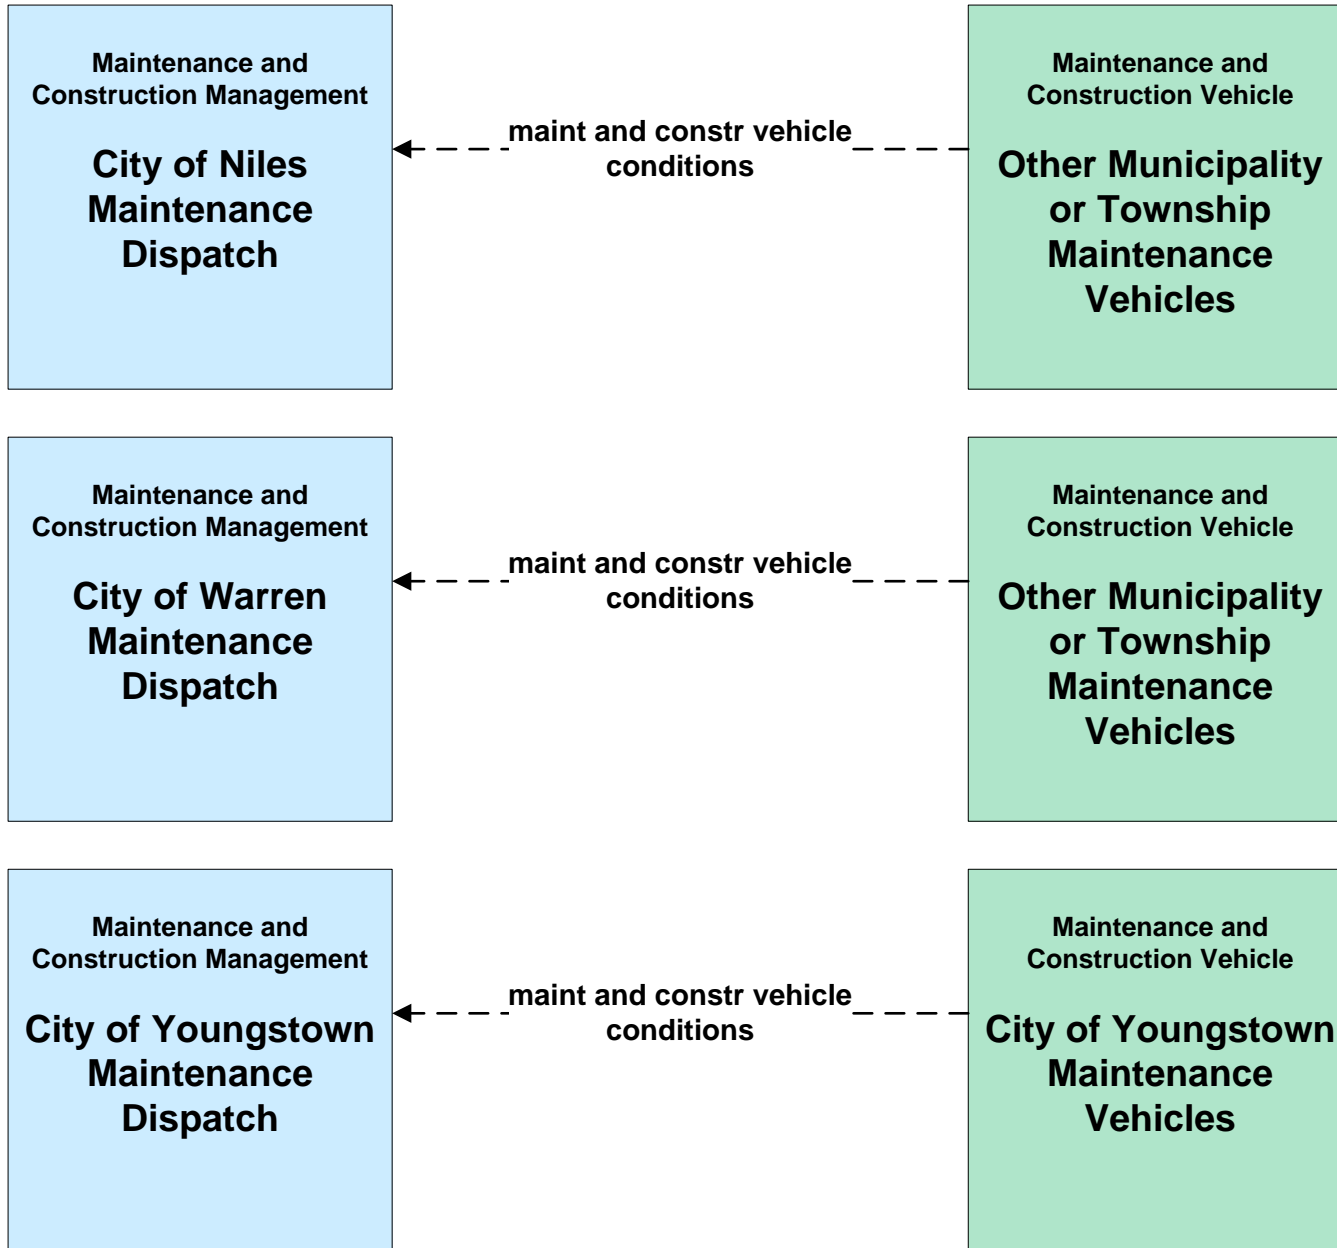 Maintenance and
Construction Management
City of Niles
Maintenance
Dispatch
maint and constr vehicle
conditions
Maintenance and
Construction Vehicle
Other Municipality
or Township
Maintenance
Vehicles
Maintenance and
Construction Management
City of Warren
Maintenance
Dispatch
maint and constr vehicle
conditions
Maintenance and
Construction Vehicle
Other Municipality
or Township
Maintenance
Vehicles
Maintenance and
Construction Management
City of Youngstown
Maintenance
Dispatch
maint and constr vehicle
conditions
Maintenance and
Construction Vehicle
City of Youngstown
Maintenance
Vehicles